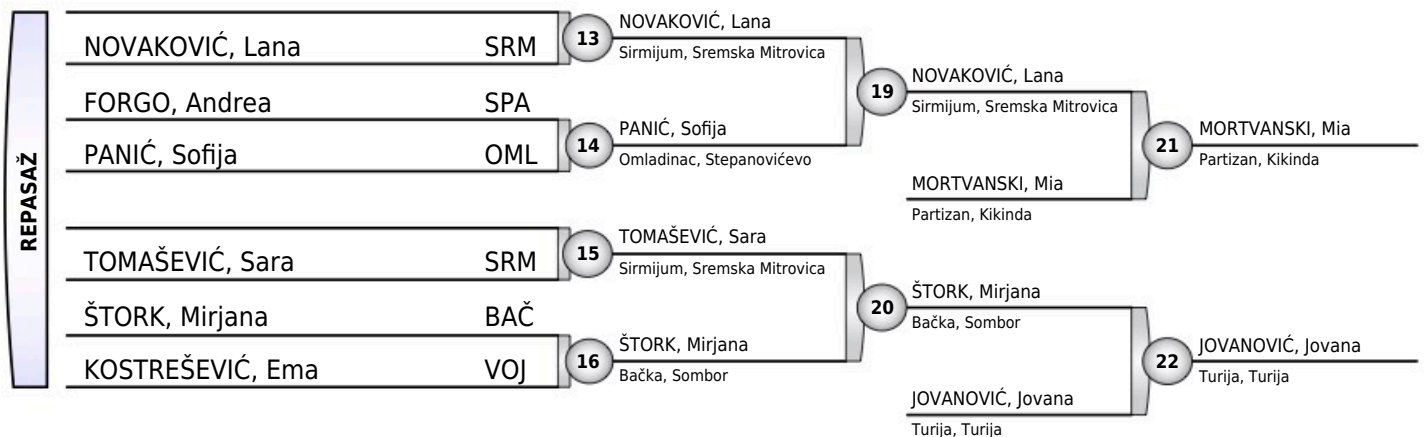 REPASAŽ
NOVAKOVIĆ, Lana SRM
FORGO, Andrea SPA
PANIĆ, Sofija OML
TOMAŠEVIĆ, Sara SRM
ŠTORK, Mirjana BAČ
KOSTREŠEVIĆ, Ema VOJ
13
NOVAKOVIĆ, Lana
Sirmijum, Sremska Mitrovica
14
PANIĆ, Sofija
Omladinac, Stepanovićevo
15
TOMAŠEVIĆ, Sara
Sirmijum, Sremska Mitrovica
16
ŠTORK, Mirjana
Bačka, Sombor
19
NOVAKOVIĆ, Lana
Sirmijum, Sremska Mitrovica
MORTVANSKI, Mia
Partizan, Kikinda
20
ŠTORK, Mirjana
Bačka, Sombor
JOVANOVIĆ, Jovana
Turija, Turija
21
MORTVANSKI, Mia
Partizan, Kikinda
22
JOVANOVIĆ, Jovana
Turija, Turija